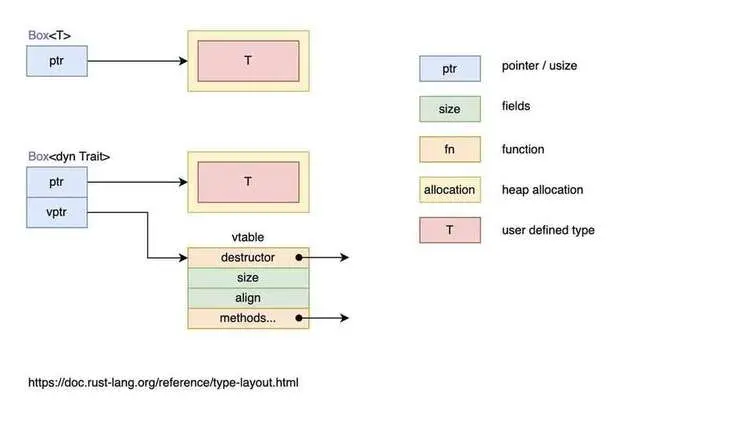 Box<T>
ptr
T
Box<dyn Trait>
ptr
T
vptr
vtable
destructor
size
align
methods...
ptr pointer / usize
size fields
fn function
allocation heap allocation
T user defined type
https://doc.rust-lang.org/reference/type-layout.html